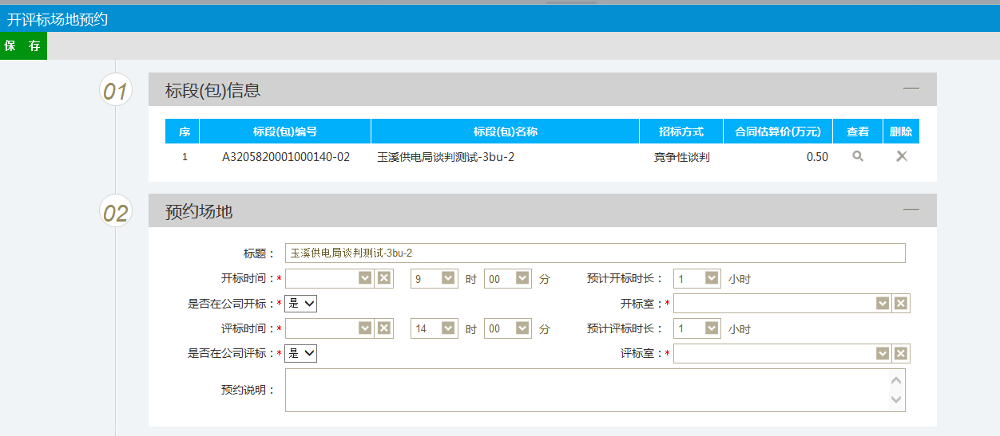 开评标场地预约
保 存
01 标段(包)信息
序 标段(包)编号 标段(包)名称 招标方式 合同估算价(万元) 查看 删除
1 A3205820001000140-02 玉溪供电局谈判测试-3bu-2 竞争性谈判 0.50
02 预约场地
标题： 玉溪供电局谈判测试-3bu-2
开标时间：* 9 时 00 分 预计开标时长： 1 小时
是否在公司开标：* 是 开标室：*
评标时间：* 14 时 00 分 预计评标时长： 1 小时
是否在公司评标：* 是 评标室：*
预约说明：